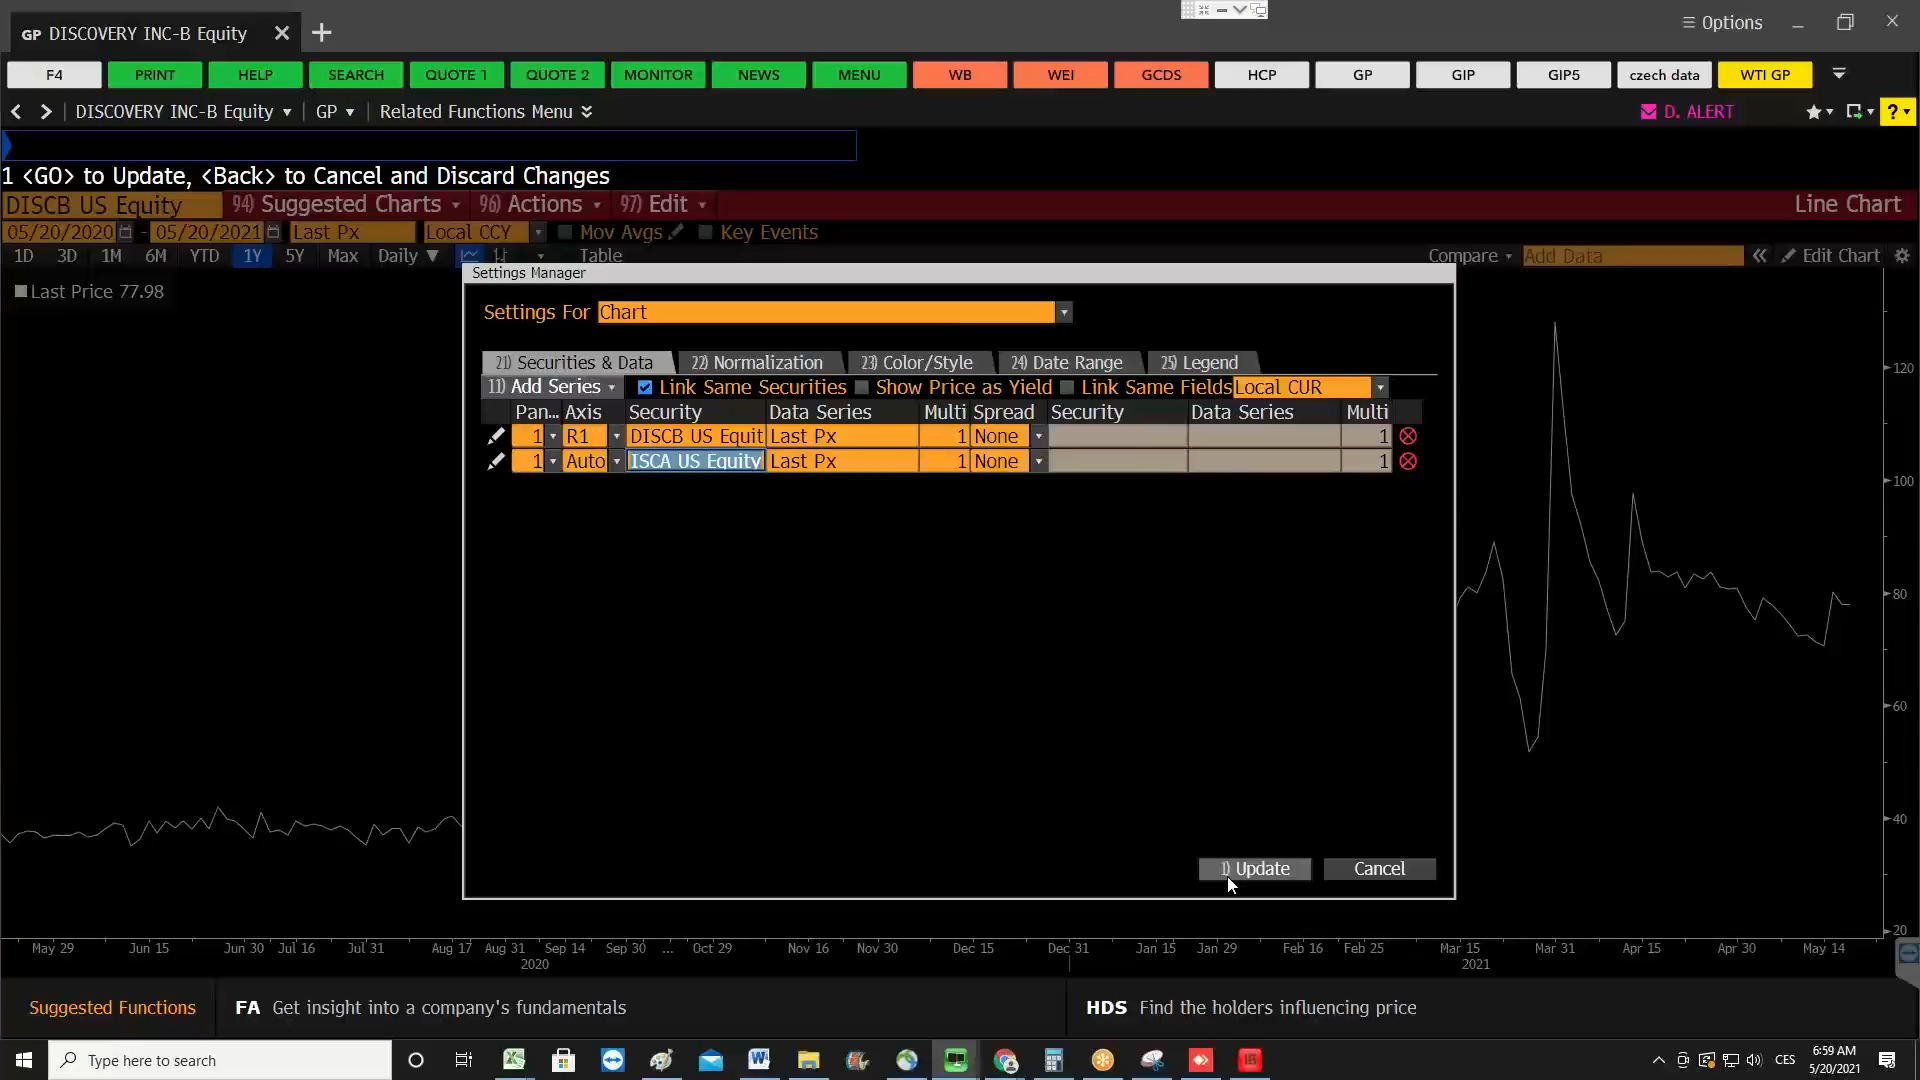 GP DISCOVERY INC-B Equity
Options
F4 PRINT HELP SEARCH QUOTE 1 QUOTE 2 MONITOR NEWS MENU WB WEI GCDS HCP GP GIP GIP5 czech data WTI GP
DISCOVERY INC-B Equity GP Related Functions Menu D. ALERT ?
1 <GO> to Update, <Back> to Cancel and Discard Changes
DISCB US Equity 94) Suggested Charts 96) Actions 97) Edit Line Chart
05/20/2020 - 05/20/2021 Last Px Local CCY Mov Avgs Key Events
1D 3D 1M 6M YTD 1Y 5Y Max Daily Table Compare Add Data Edit Chart
Settings Manager
Last Price 77.98
Settings For Chart
21) Securities & Data 22) Normalization 23) Color/Style 24) Date Range 25) Legend
11) Add Series Link Same Securities Show Price as Yield Link Same Fields Local CUR
Pan... Axis Security Data Series Multi Spread Security Data Series Multi
1 R1 DISCB US Equit Last Px 1 None 1
1 Auto ISCA US Equity Last Px 1 None 1
120
100
80
60
40
20
1) Update Cancel
May 29 Jun 15 Jun 30 Jul 16 Jul 31 Aug 17 Aug 31 Sep 14 Sep 30 ... Oct 29 Nov 16 Nov 30 Dec 15 Dec 31 Jan 15 Jan 29 Feb 16 Feb 25 Mar 15 Mar 31 Apr 15 Apr 30 May 14
2020 2021
Suggested Functions FA Get insight into a company's fundamentals HDS Find the holders influencing price
Type here to search
CES
6:59 AM
5/20/2021